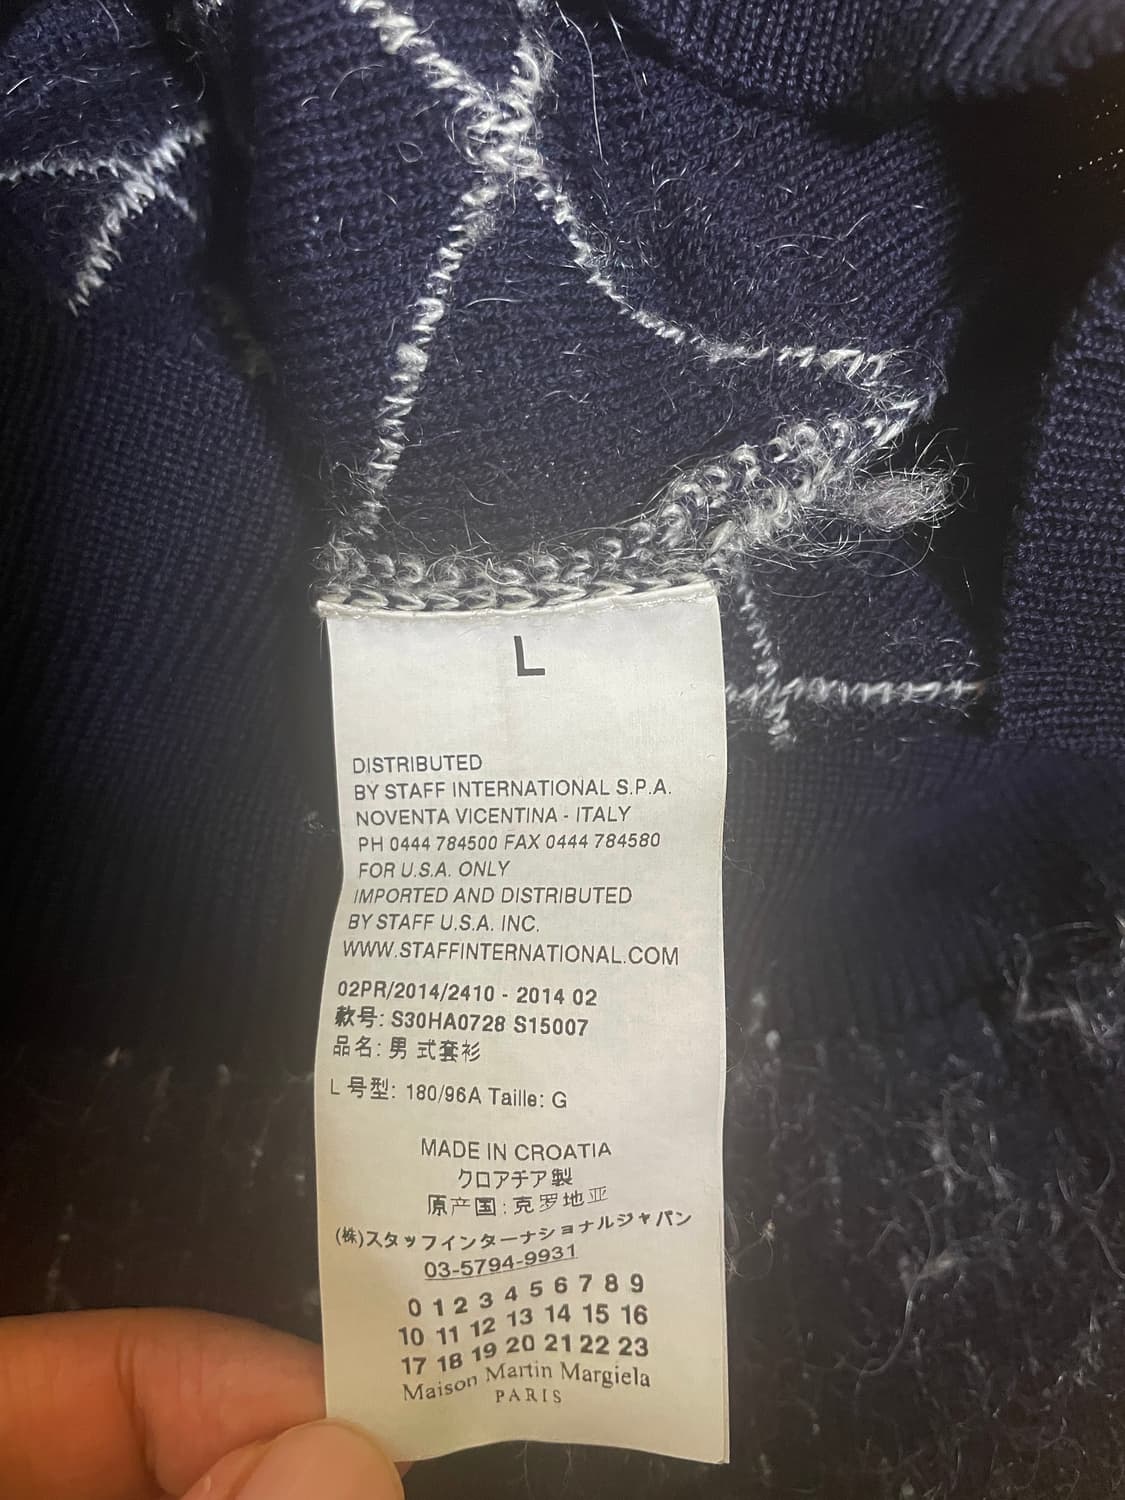 L
DISTRIBUTED
BY STAFF INTERNATIONAL S.P.A.
NOVENTA VICENTINA - ITALY
PH 0444 784500 FAX 0444 784580
FOR U.S.A. ONLY
IMPORTED AND DISTRIBUTED
BY STAFF U.S.A. INC.
WWW.STAFFINTERNATIONAL.COM
02PR/2014/2410 - 2014 02
款号: S30HA0728 S15007
品名: 男 式套衫
L 号型: 180/96A Taille: G
MADE IN CROATIA
クロアチア製
原产国: 克罗地亚
(株)スタッフインターナショナルジャパン
03-5794-9931
0 1 2 3 4 5 6 7 8 9
10 11 12 13 14 15 16
17 18 19 20 21 22 23
Maison Martin Margiela
PARIS